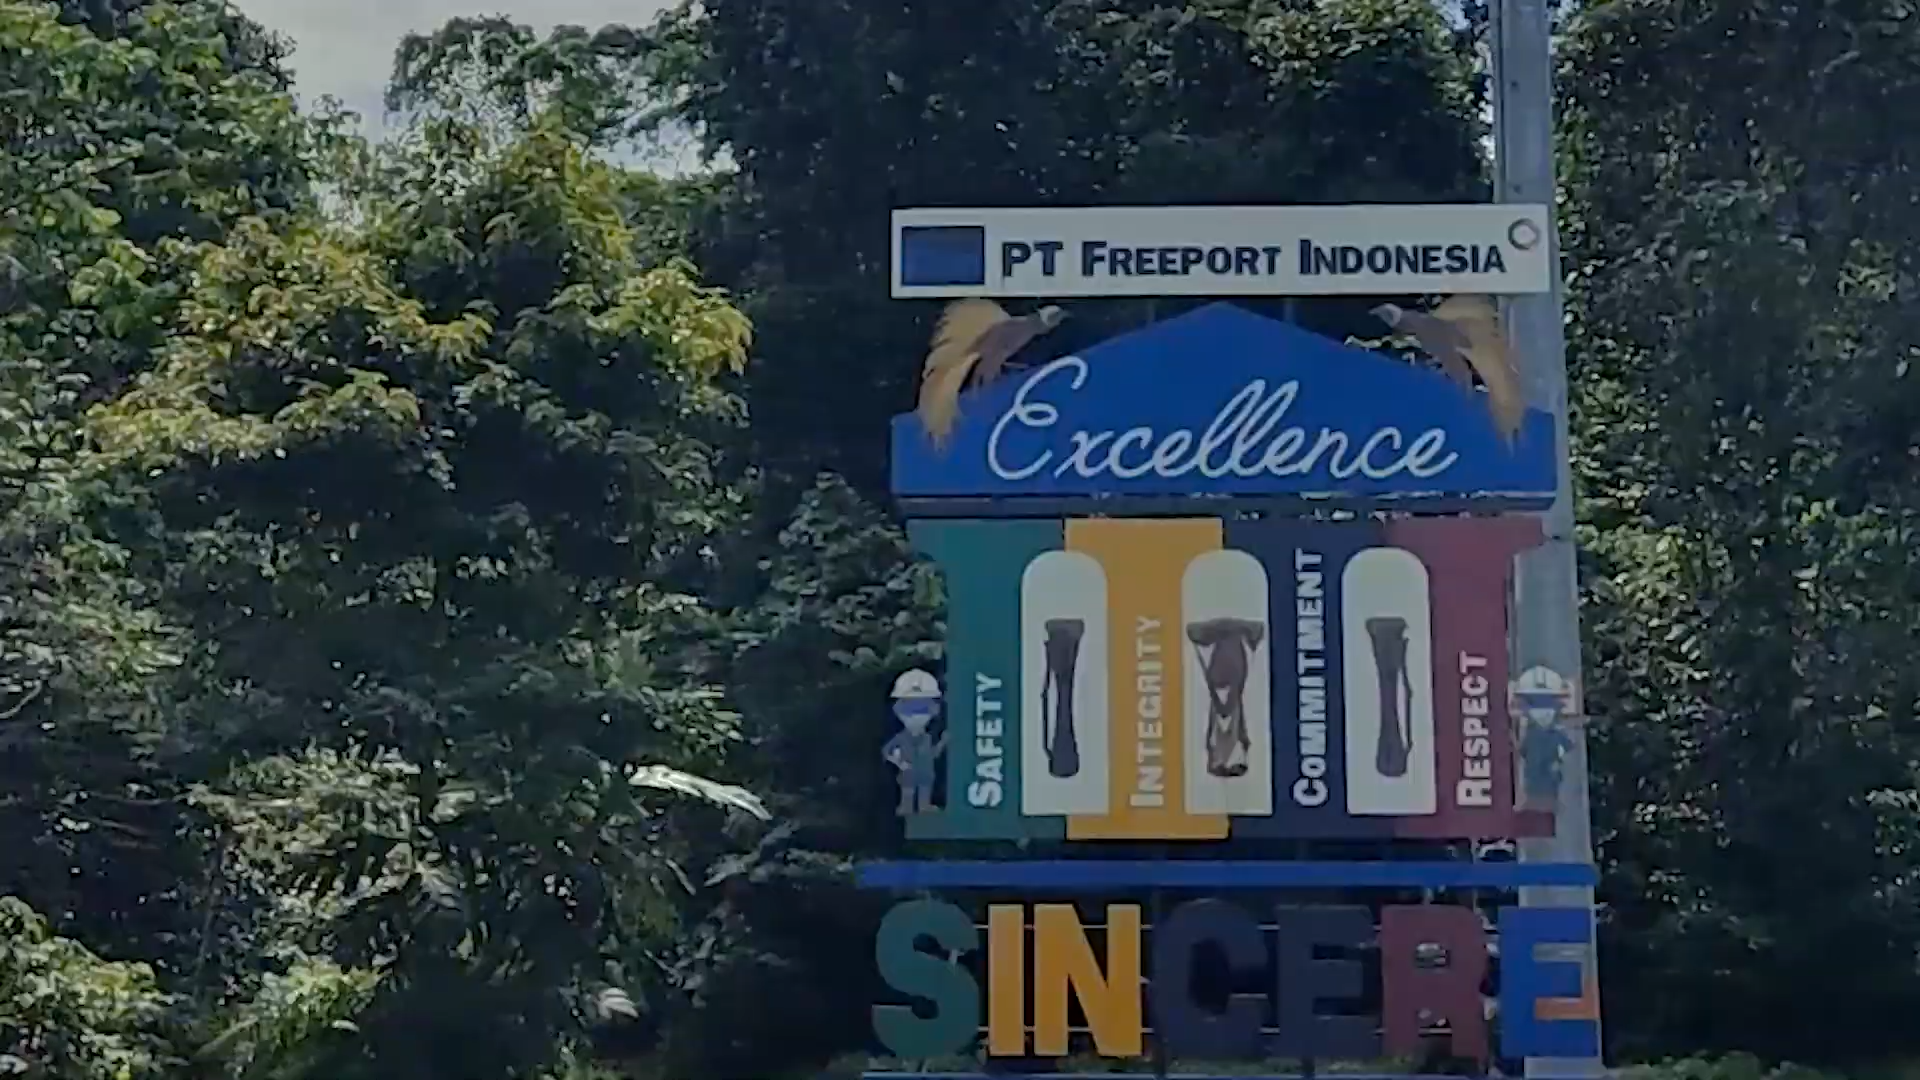 PT FREEPORT INDONESIA
Excellence
SAFETY
INTEGRITY
COMMITMENT
RESPECT
SINCERE